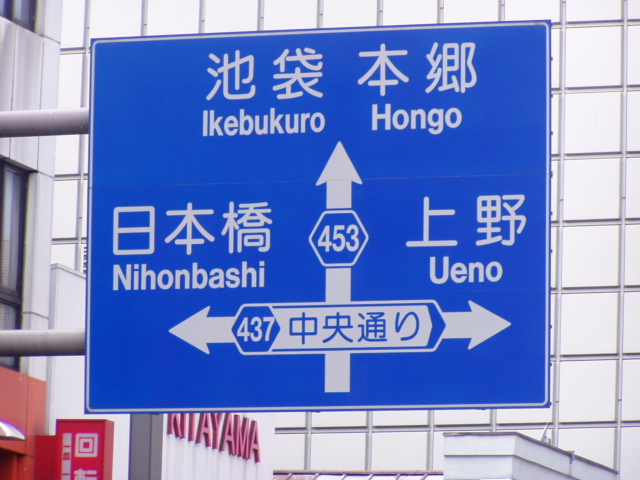 池袋 本郷
Ikebukuro Hongo
日本橋 上野
Nihonbashi Ueno
453
437 中央通り
KITAYAMA
回